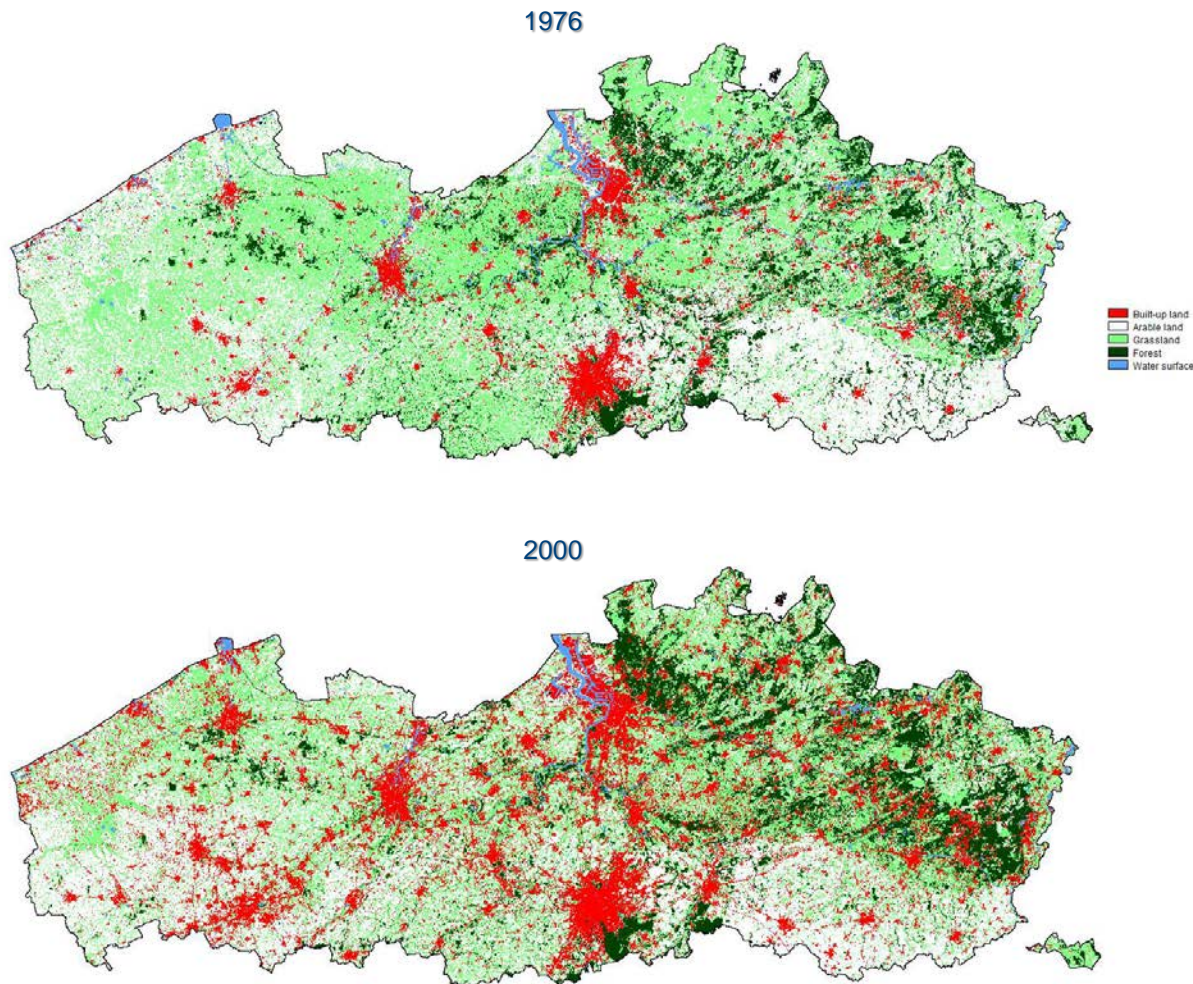 1976
Built-up land
Arable land
Grassland
Forest
Water surface
2000